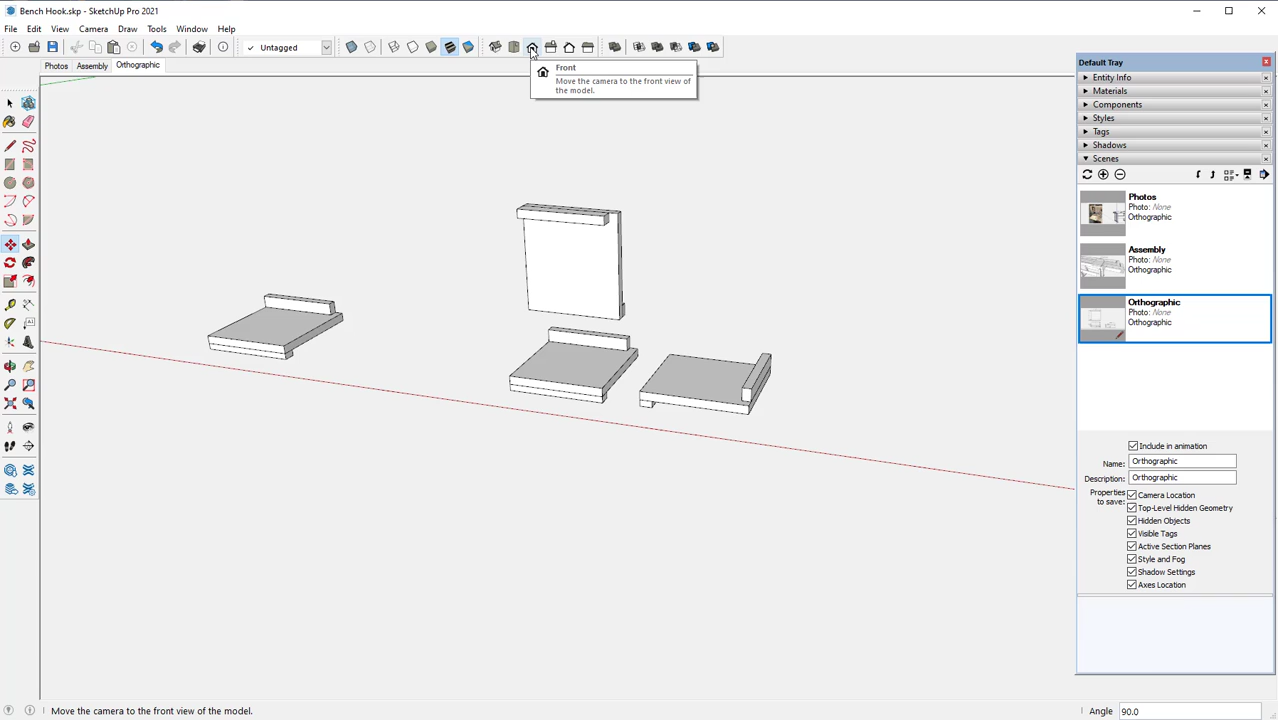 Bench Hook.skp - SketchUp Pro 2021
File Edit View Camera Draw Tools Window Help
Untagged
Photos Assembly Orthographic
Front
Move the camera to the front view of
the model.
Default Tray
Entity Info
Materials
Components
Styles
Tags
Shadows
Scenes
Photos
Photo: None
Orthographic
Assembly
Photo: None
Orthographic
Orthographic
Photo: None
Orthographic
Include in animation
Name: Orthographic
Description: Orthographic
Properties
to save:
Camera Location
Top-Level Hidden Geometry
Hidden Objects
Visible Tags
Active Section Planes
Style and Fog
Shadow Settings
Axes Location
Move the camera to the front view of the model.
Angle 90.0